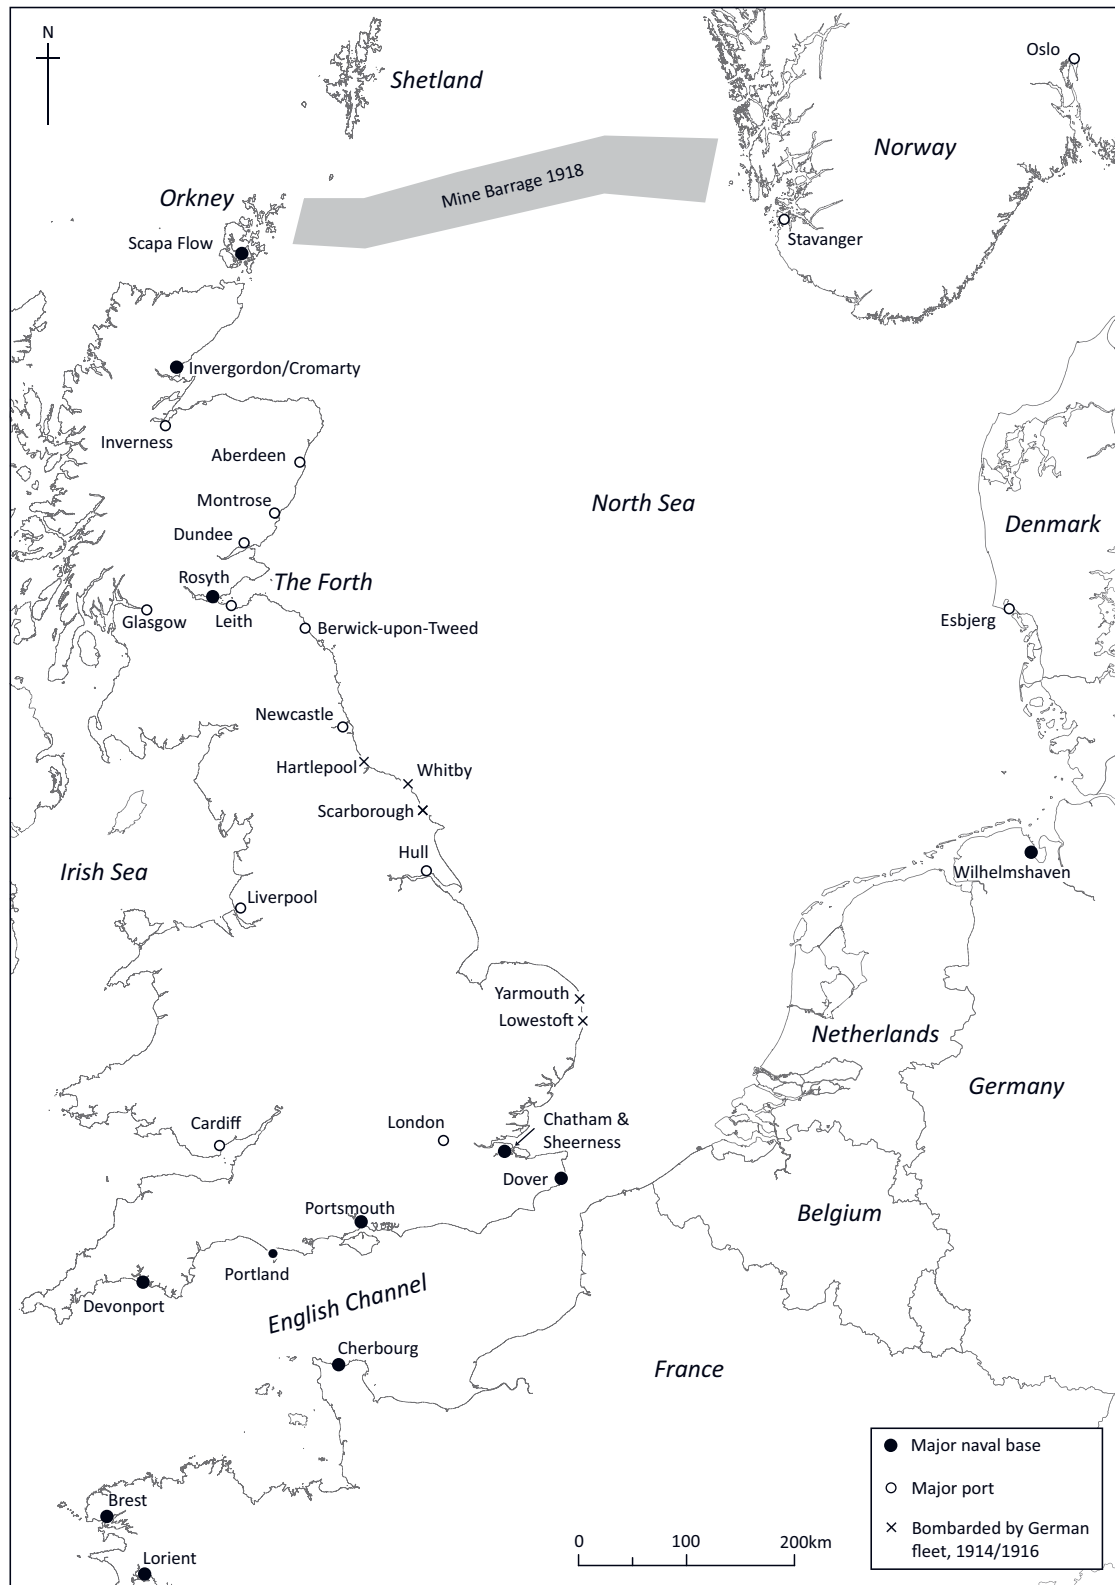 N
Oslo
Shetland
Norway
Mine Barrage 1918
Orkney
Scapa Flow
Stavanger
Invergordon/Cromarty
Inverness
Aberdeen
Montrose
North Sea
Denmark
Dundee
Rosyth
The Forth
Glasgow
Leith
Esbjerg
Berwick-upon-Tweed
Newcastle
Hartlepool
Whitby
Scarborough
Hull
Irish Sea
Wilhelmshaven
Liverpool
Yarmouth
Lowestoft
Netherlands
Germany
Cardiff
London
Chatham &
Sheerness
Dover
Portsmouth
Belgium
Portland
Devonport
English Channel
Cherbourg
France
Major naval base
Major port
Bombarded by German
fleet, 1914/1916
Brest
Lorient
0 100 200km